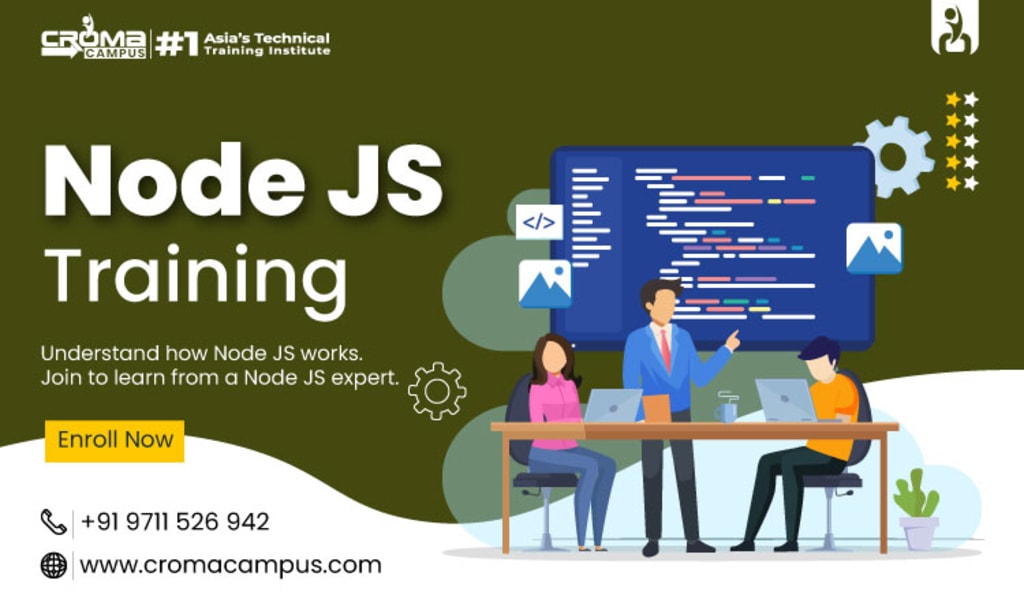 CROMA
CAMPUS
#1 Asia's Technical
Training Institute
Node JS
Training
Understand how Node JS works.
Join to learn from a Node JS expert.
Enroll Now
+91 9711 526 942
www.cromacampus.com
</>